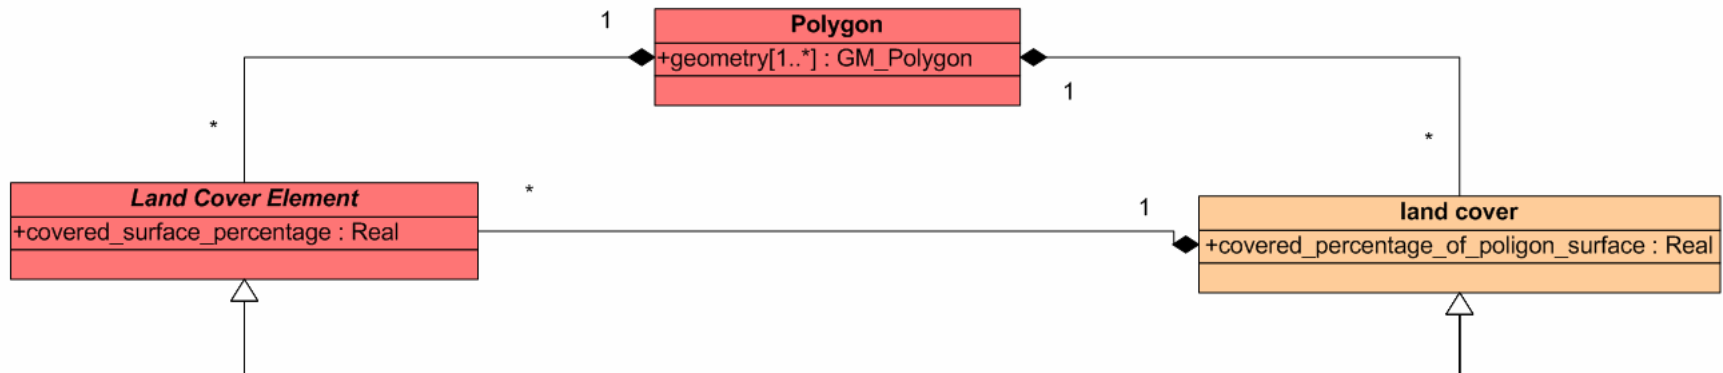 1
Polygon
+geometry[1..*] : GM_Polygon
1
*
*
Land Cover Element
+covered_surface_percentage : Real
*
1
land cover
+covered_percentage_of_poligon_surface : Real